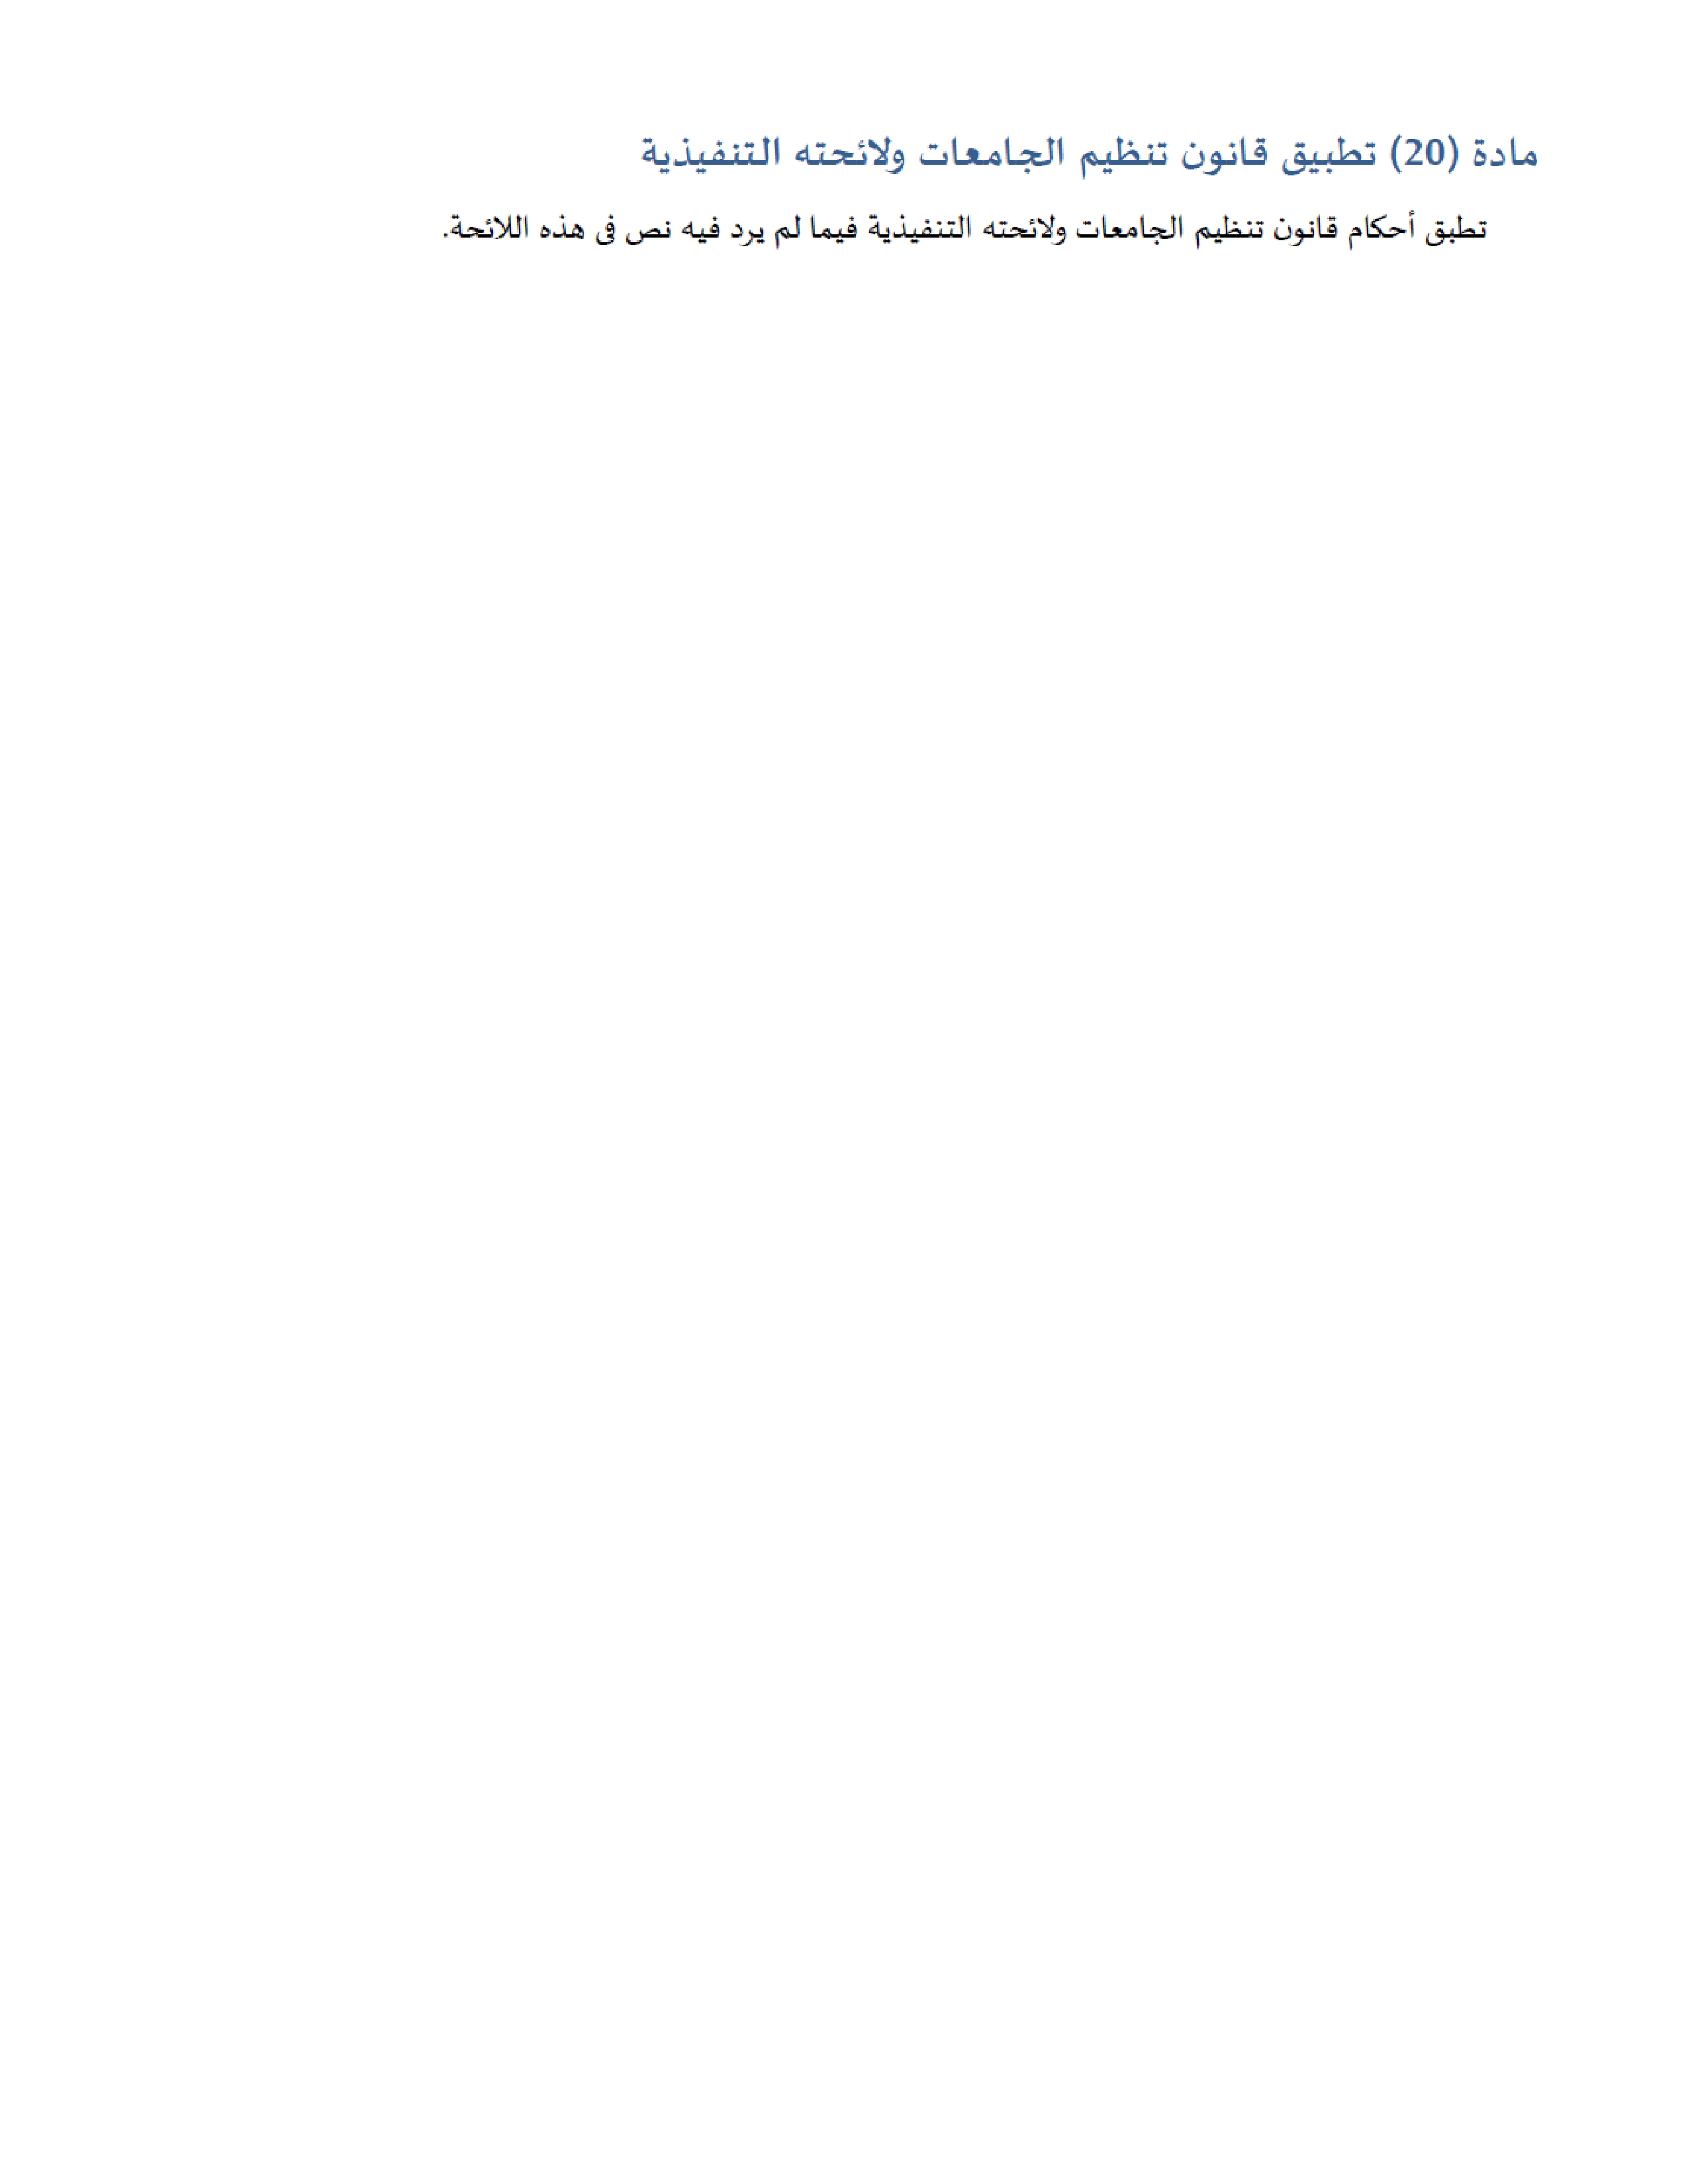 مادة (20) تطبيق قانون تنظيم الجامعات ولائحته التنفيذية
تطبق أحكام قانون تنظيم الجامعات ولائحته التنفيذية فيما لم يرد فيه نص فى هذه اللائحة.